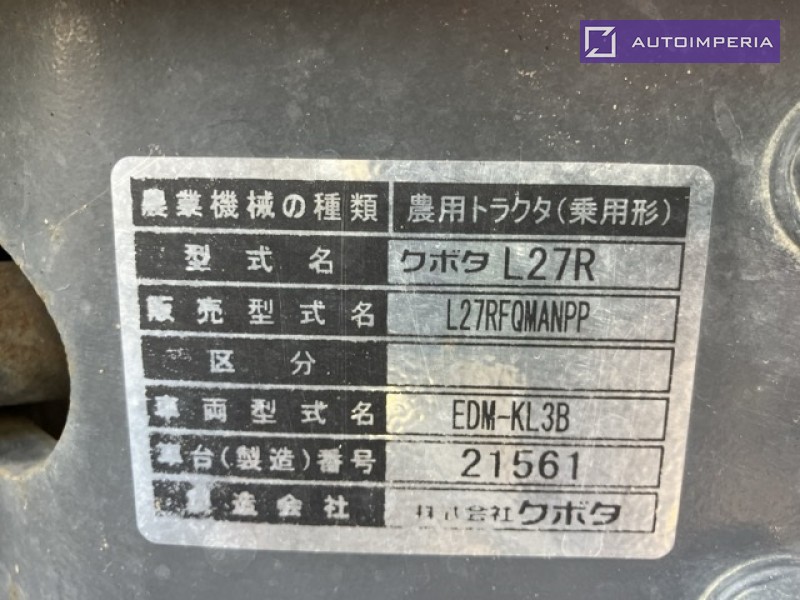 AUTOIMPERIA
農業機械の種類 農用トラクタ(乗用形)
型式名 クボタ L27R
販売型式名 L27RFQMANPP
区分
車両型式名 EDM-KL3B
車台(製造)番号 21561
製造会社 株式会社クボタ